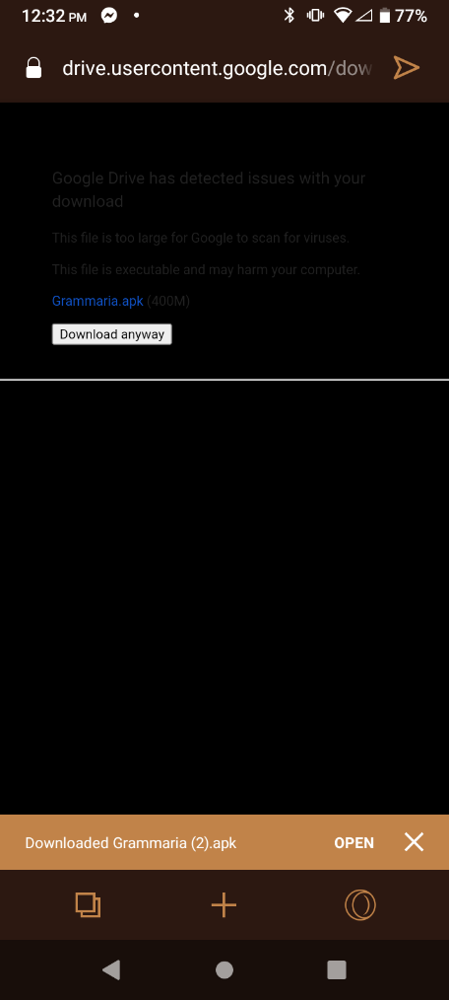 12:32 PM
77%
drive.usercontent.google.com/dow
Google Drive has detected issues with your
download
This file is too large for Google to scan for viruses.
This file is executable and may harm your computer.
Grammaria.apk (400M)
Download anyway
Downloaded Grammaria (2).apk
OPEN